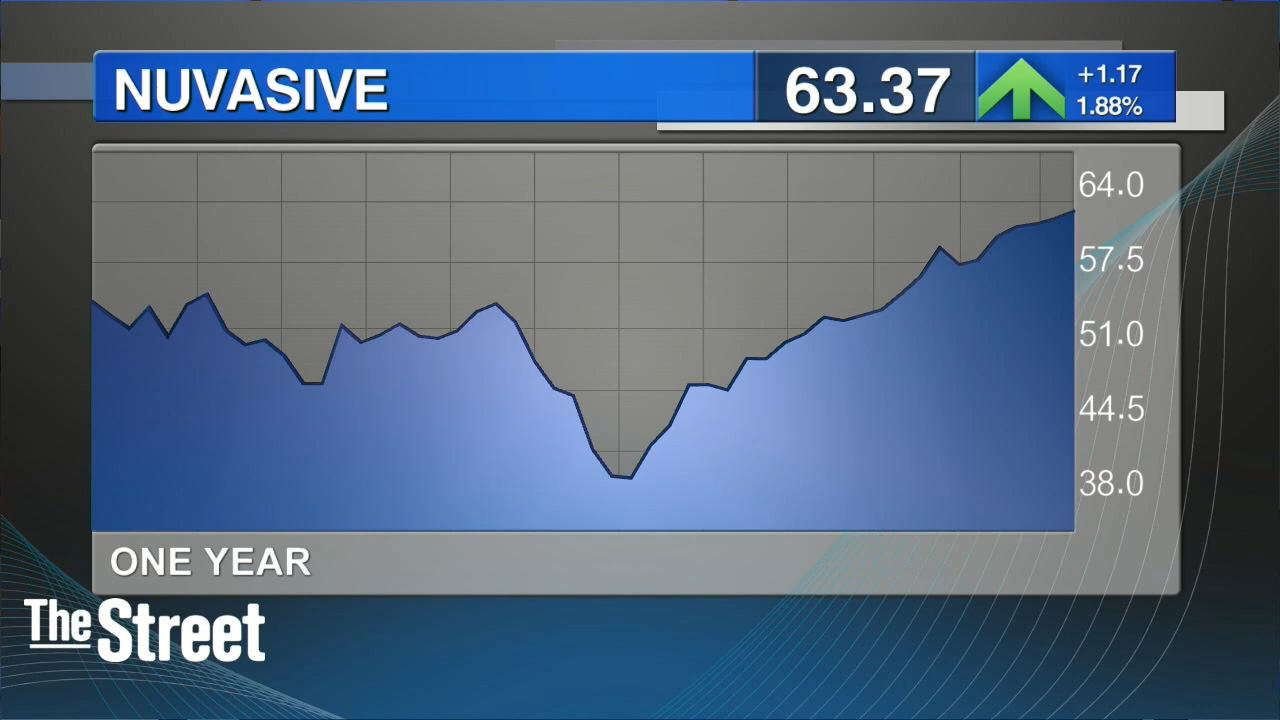 NUVASIVE
63.37
+1.17
1.88%
64.0
57.5
51.0
44.5
38.0
ONE YEAR
The Street